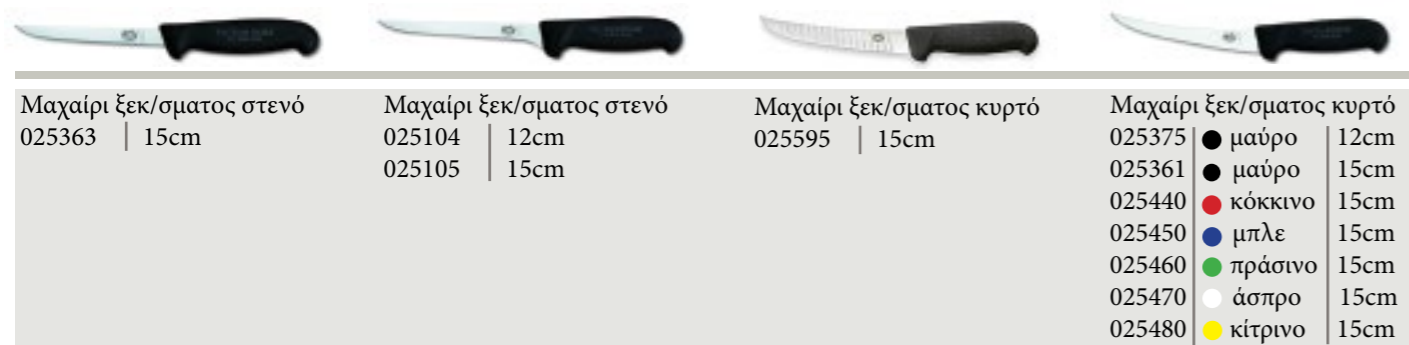 Μαχαίρι ξεκ/σματος στενό
025363 15cm
Μαχαίρι ξεκ/σματος στενό
025104 12cm
025105 15cm
Μαχαίρι ξεκ/σματος κυρτό
025595 15cm
Μαχαίρι ξεκ/σματος κυρτό
025375 μαύρο 12cm
025361 μαύρο 15cm
025440 κόκκινο 15cm
025450 μπλε 15cm
025460 πράσινο 15cm
025470 άσπρο 15cm
025480 κίτρινο 15cm